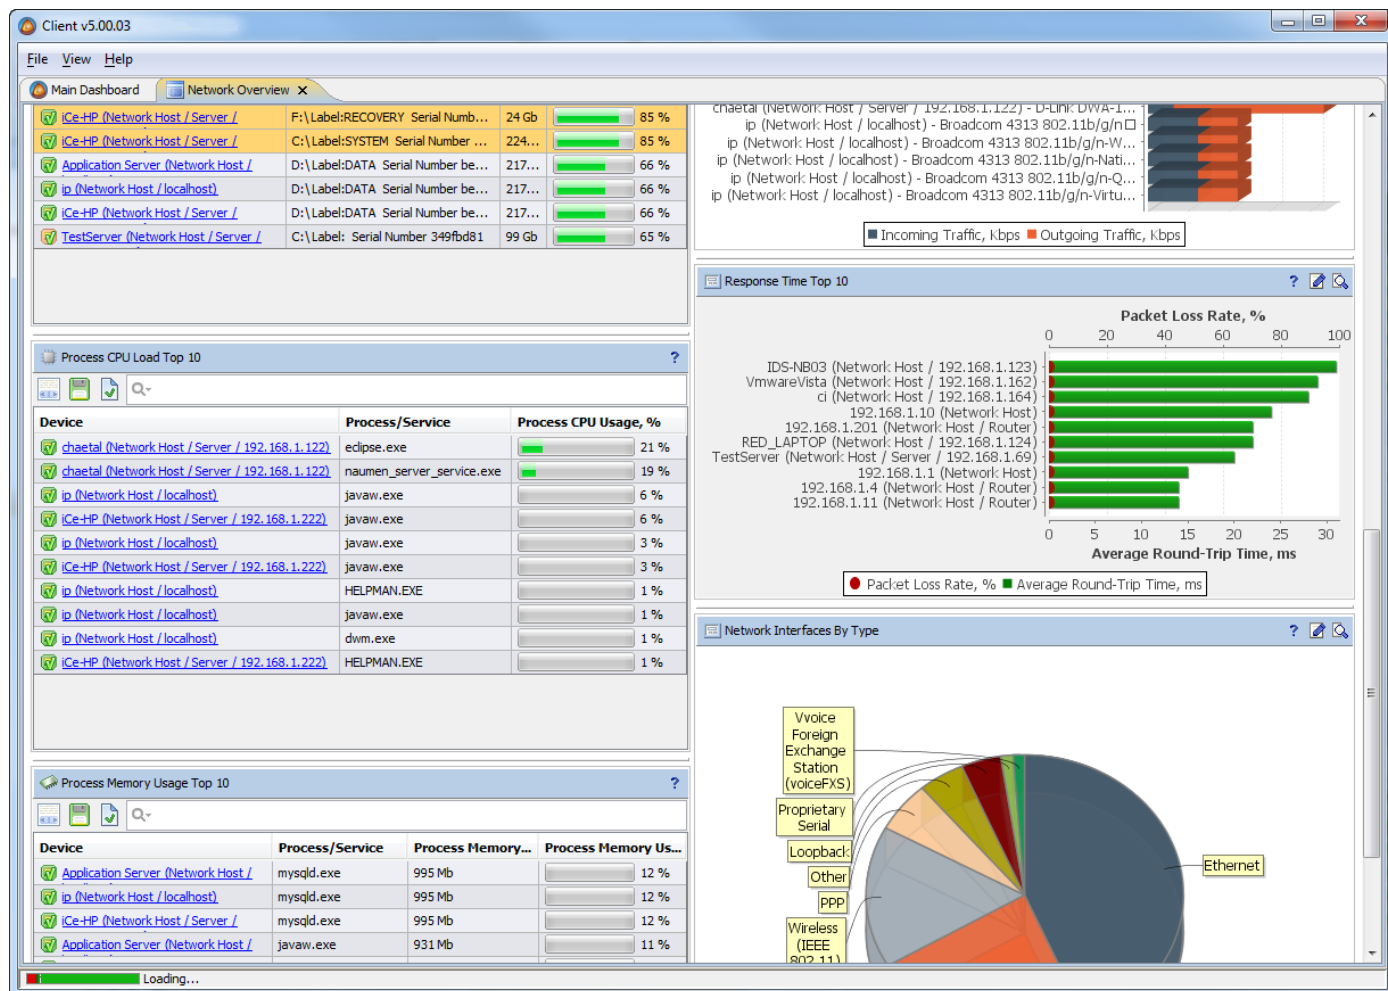 Client v5.00.03
File View Help
Main Dashboard Network Overview
iCe-HP (Network Host / Server / F:\Label:RECOVERY Serial Numb... 24 Gb 85 %
iCe-HP (Network Host / Server / C:\Label:SYSTEM Serial Number ... 224... 85 %
Application Server (Network Host / D:\Label:DATA Serial Number be... 217... 66 %
ip (Network Host / localhost) D:\Label:DATA Serial Number be... 217... 66 %
iCe-HP (Network Host / Server / D:\Label:DATA Serial Number be... 217... 66 %
TestServer (Network Host / Server / C:\Label: Serial Number 349fbd81 99 Gb 65 %
Process CPU Load Top 10 ?
Device Process/Service Process CPU Usage, %
chaetal (Network Host / Server / 192.168.1.122) eclipse.exe 21 %
chaetal (Network Host / Server / 192.168.1.122) naumen_server_service.exe 19 %
ip (Network Host / localhost) javaw.exe 6 %
iCe-HP (Network Host / Server / 192.168.1.222) javaw.exe 6 %
ip (Network Host / localhost) javaw.exe 3 %
iCe-HP (Network Host / Server / 192.168.1.222) javaw.exe 3 %
ip (Network Host / localhost) HELPMAN.EXE 1 %
ip (Network Host / localhost) javaw.exe 1 %
ip (Network Host / localhost) dwm.exe 1 %
iCe-HP (Network Host / Server / 192.168.1.222) HELPMAN.EXE 1 %
Process Memory Usage Top 10 ?
Device Process/Service Process Memory... Process Memory Us...
Application Server (Network Host / mysqld.exe 995 Mb 12 %
ip (Network Host / localhost) mysqld.exe 995 Mb 12 %
iCe-HP (Network Host / Server / mysqld.exe 995 Mb 12 %
Application Server (Network Host / javaw.exe 931 Mb 11 %
chaetal (Network Host / Server / 192.168.1.122) - D-Link DWA-1...
ip (Network Host / localhost) - Broadcom 4313 802.11b/g/n
ip (Network Host / localhost) - Broadcom 4313 802.11b/g/n-W...
ip (Network Host / localhost) - Broadcom 4313 802.11b/g/n-Nati...
ip (Network Host / localhost) - Broadcom 4313 802.11b/g/n-Q...
ip (Network Host / localhost) - Broadcom 4313 802.11b/g/n-Virtu...
Incoming Traffic, Kbps Outgoing Traffic, Kbps
Response Time Top 10 ?
Packet Loss Rate, %
0 20 40 60 80 100
IDS-NB03 (Network Host / 192.168.1.123)
VmwareVista (Network Host / 192.168.1.162)
ci (Network Host / 192.168.1.164)
192.168.1.10 (Network Host)
192.168.1.201 (Network Host / Router)
RED_LAPTOP (Network Host / 192.168.1.124)
TestServer (Network Host / Server / 192.168.1.69)
192.168.1.1 (Network Host)
192.168.1.4 (Network Host / Router)
192.168.1.11 (Network Host / Router)
0 5 10 15 20 25 30
Average Round-Trip Time, ms
Packet Loss Rate, % Average Round-Trip Time, ms
Network Interfaces By Type ?
Vvoice
Foreign
Exchange
Station
(voiceFXS)
Proprietary
Serial
Loopback
Other
PPP
Wireless
(IEEE
802.11)
Ethernet
Loading...